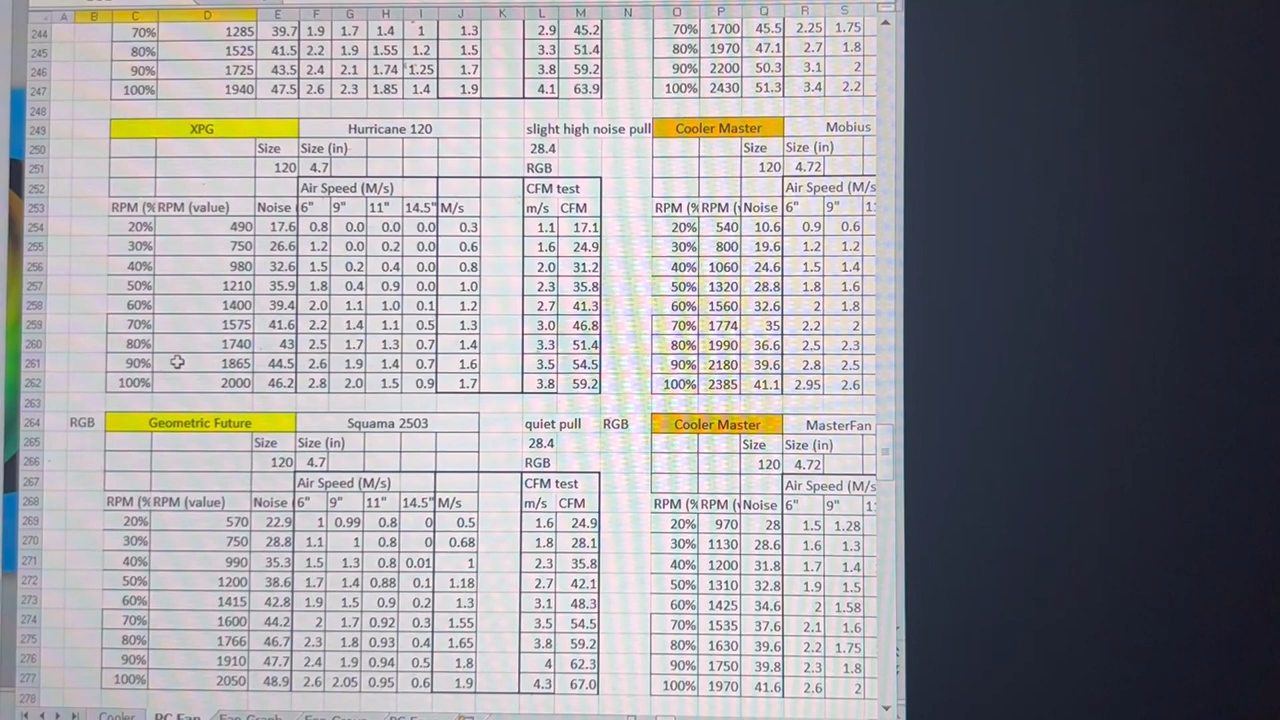 A B C D E F G H I J K L M N O P Q R S
244 70% 1285 39.7 1.9 1.7 1.4 1 1.3 2.9 45.2 70% 1700 45.5 2.25 1.75
245 80% 1525 41.5 2.2 1.9 1.55 1.2 1.5 3.3 51.4 80% 1970 47.1 2.7 1.8
246 90% 1725 43.5 2.4 2.1 1.74 1.25 1.7 3.8 59.2 90% 2200 50.3 3.1 2
247 100% 1940 47.5 2.6 2.3 1.85 1.4 1.9 4.1 63.9 100% 2430 51.3 3.4 2.2
248
249 XPG Hurricane 120 slight high noise pull Cooler Master Mobius
250 Size Size (in) 28.4 Size Size (in)
251 120 4.7 RGB 120 4.72
252 Air Speed (M/s) CFM test Air Speed (M/s
253 RPM (% RPM (value) Noise ( 6" 9" 11" 14.5" M/s m/s CFM RPM (% RPM (v Noise 6" 9" 1
254 20% 490 17.6 0.8 0.0 0.0 0.0 0.3 1.1 17.1 20% 540 10.6 0.9 0.6
255 30% 750 26.6 1.2 0.0 0.2 0.0 0.6 1.6 24.9 30% 800 19.6 1.2 1.2
256 40% 980 32.6 1.5 0.2 0.4 0.0 0.8 2.0 31.2 40% 1060 24.6 1.5 1.4
257 50% 1210 35.9 1.8 0.4 0.9 0.0 1.0 2.3 35.8 50% 1320 28.8 1.8 1.6
258 60% 1400 39.4 2.0 1.1 1.0 0.1 1.2 2.7 41.3 60% 1560 32.6 2 1.8
259 70% 1575 41.6 2.2 1.4 1.1 0.5 1.3 3.0 46.8 70% 1774 35 2.2 2
260 80% 1740 43 2.5 1.7 1.3 0.7 1.4 3.3 51.4 80% 1990 36.6 2.5 2.3
261 90% 1865 44.5 2.6 1.9 1.4 0.7 1.6 3.5 54.5 90% 2180 39.6 2.8 2.5
262 100% 2000 46.2 2.8 2.0 1.5 0.9 1.7 3.8 59.2 100% 2385 41.1 2.95 2.6
263
264 RGB Geometric Future Squama 2503 quiet pull RGB Cooler Master MasterFan
265 Size Size (in) 28.4 Size Size (in)
266 120 4.7 RGB 120 4.72
267 Air Speed (M/s) CFM test Air Speed (M/s
268 RPM (% RPM (value) Noise ( 6" 9" 11" 14.5" M/s m/s CFM RPM (% RPM (v Noise 6" 9" 1
269 20% 570 22.9 1 0.99 0.8 0 0.5 1.6 24.9 20% 970 28 1.5 1.28
270 30% 750 28.8 1.1 1 0.8 0 0.68 1.8 28.1 30% 1130 28.6 1.6 1.3
271 40% 990 35.3 1.5 1.3 0.8 0.01 1 2.3 35.8 40% 1200 31.8 1.7 1.4
272 50% 1200 38.6 1.7 1.4 0.88 0.1 1.18 2.7 42.1 50% 1310 32.8 1.9 1.5
273 60% 1415 42.8 1.9 1.5 0.9 0.2 1.3 3.1 48.3 60% 1425 34.6 2 1.58
274 70% 1600 44.2 2 1.7 0.92 0.3 1.55 3.5 54.5 70% 1535 37.6 2.1 1.6
275 80% 1766 46.7 2.3 1.8 0.93 0.4 1.65 3.8 59.2 80% 1630 39.6 2.2 1.75
276 90% 1910 47.7 2.4 1.9 0.94 0.5 1.8 4 62.3 90% 1750 39.8 2.3 1.8
277 100% 2050 48.9 2.6 2.05 0.95 0.6 1.9 4.3 67.0 100% 1970 41.6 2.6 2
278
Cooler PC Fan Fan Graph